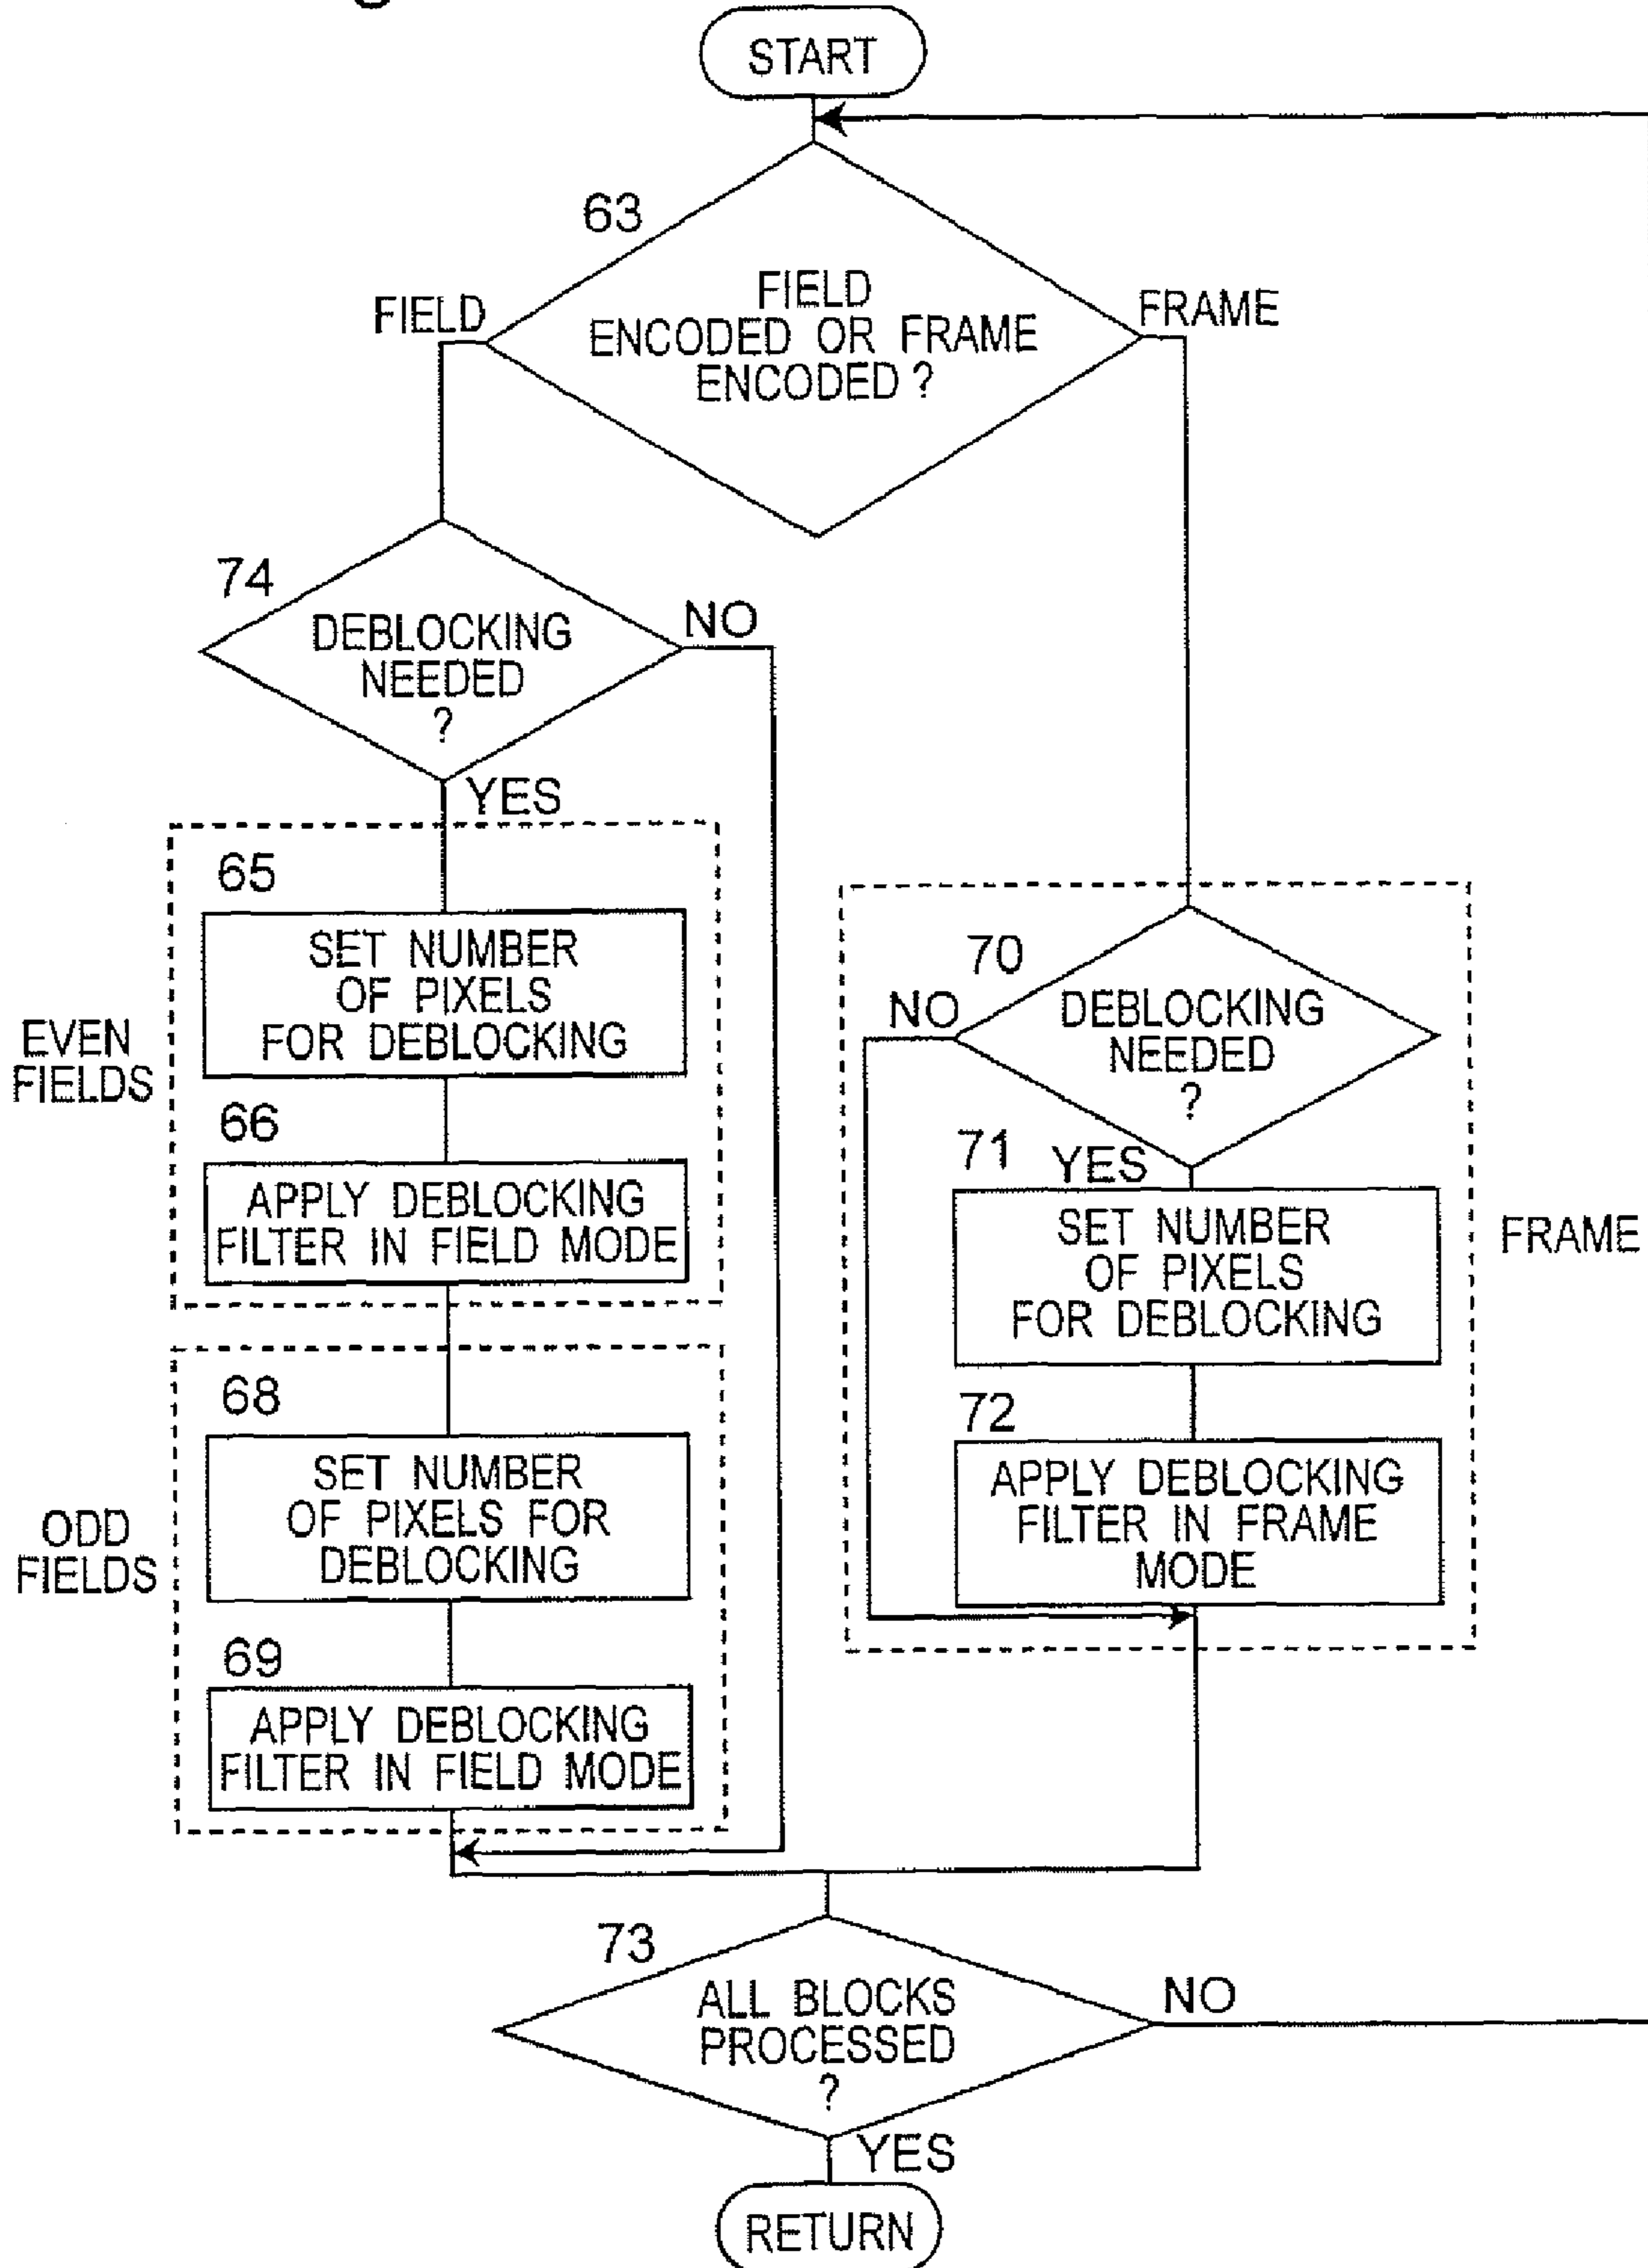 START
63
FIELD
ENCODED OR FRAME
ENCODED ?
FIELD
FRAME
74
DEBLOCKING
NEEDED
?
NO
YES
EVEN
FIELDS
65
SET NUMBER
OF PIXELS
FOR DEBLOCKING
66
APPLY DEBLOCKING
FILTER IN FIELD MODE
ODD
FIELDS
68
SET NUMBER
OF PIXELS FOR
DEBLOCKING
69
APPLY DEBLOCKING
FILTER IN FIELD MODE
70
DEBLOCKING
NEEDED
?
NO
YES
71
SET NUMBER
OF PIXELS
FOR DEBLOCKING
FRAME
72
APPLY DEBLOCKING
FILTER IN FRAME
MODE
73
ALL BLOCKS
PROCESSED
?
NO
YES
RETURN